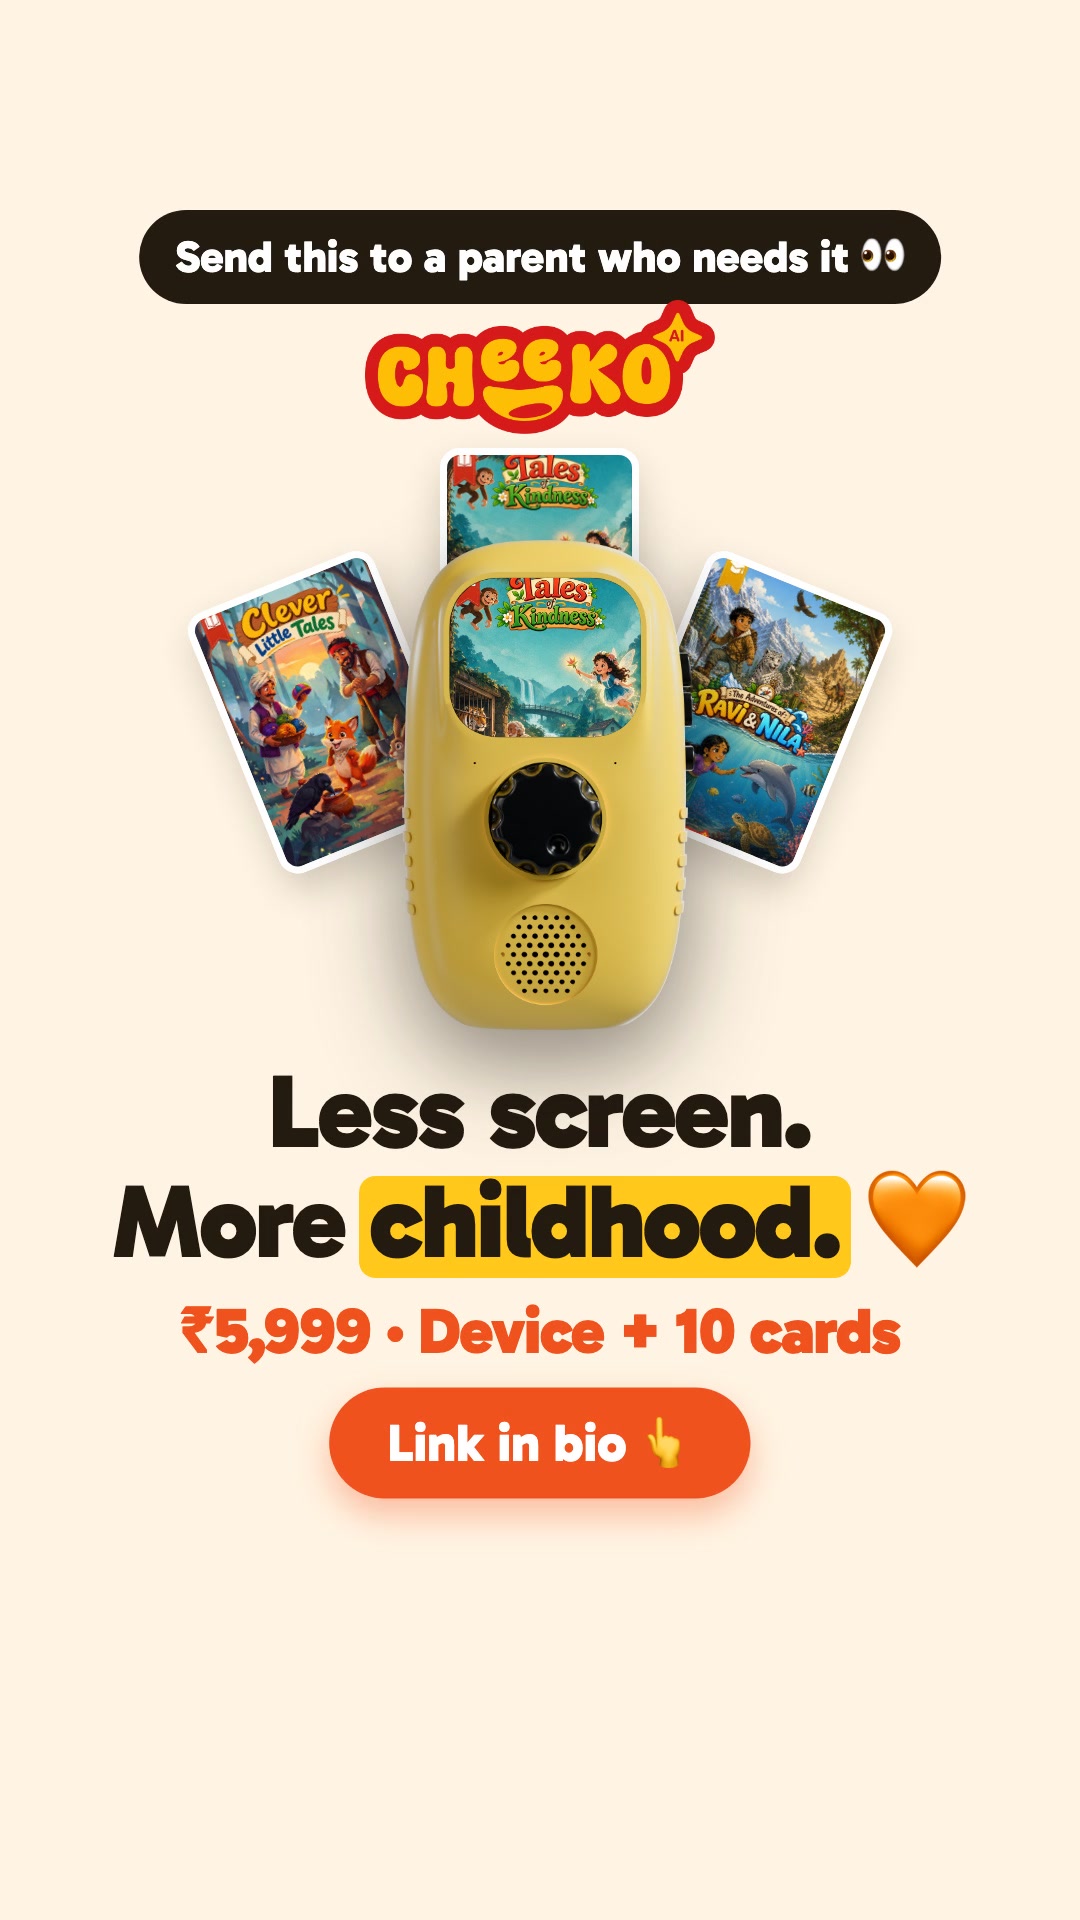 Send this to a parent who needs it 👀
CHeeKO AI
Tales
of
Kindness
Clever
Little Tales
Tales
of
Kindness
The Adventures of
Ravi & Nila
Less screen.
More childhood. 🧡
₹5,999 • Device + 10 cards
Link in bio 👆